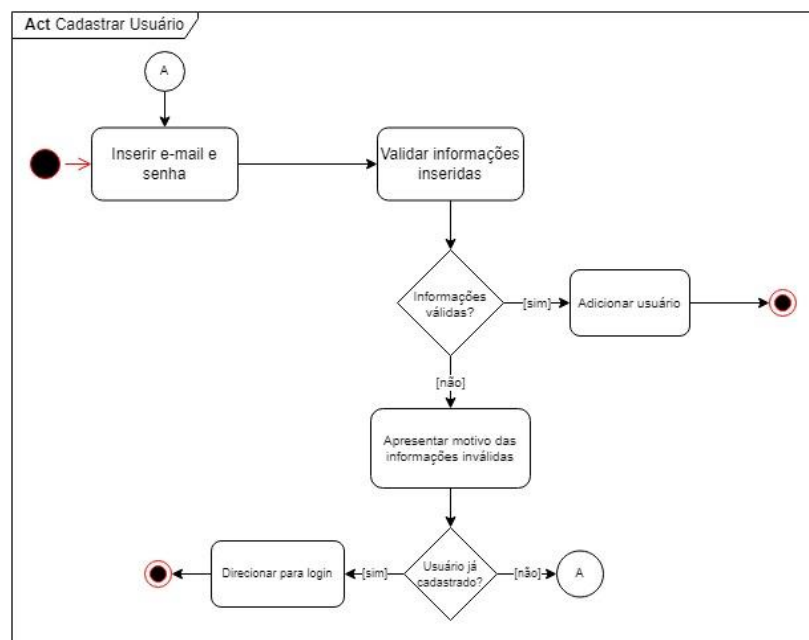 Act Cadastrar Usuário
A
Inserir e-mail e
senha
Validar informações
inseridas
Informações
válidas?
[sim]
Adicionar usuário
[não]
Apresentar motivo das
informações inválidas
Direcionar para login
[sim]
Usuário já
cadastrado?
[não]
A